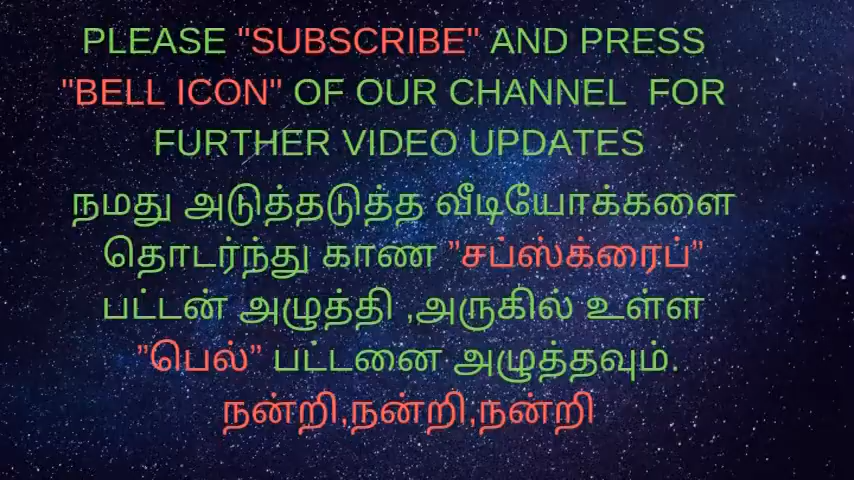 PLEASE "SUBSCRIBE" AND PRESS
"BELL ICON" OF OUR CHANNEL FOR
FURTHER VIDEO UPDATES
நமது அடுத்தடுத்த வீடியோக்களை
தொடர்ந்து காண ”சப்ஸ்க்ரைப்”
பட்டன் அழுத்தி ,அருகில் உள்ள
”பெல்” பட்டனை அழுத்தவும்.
நன்றி,நன்றி,நன்றி